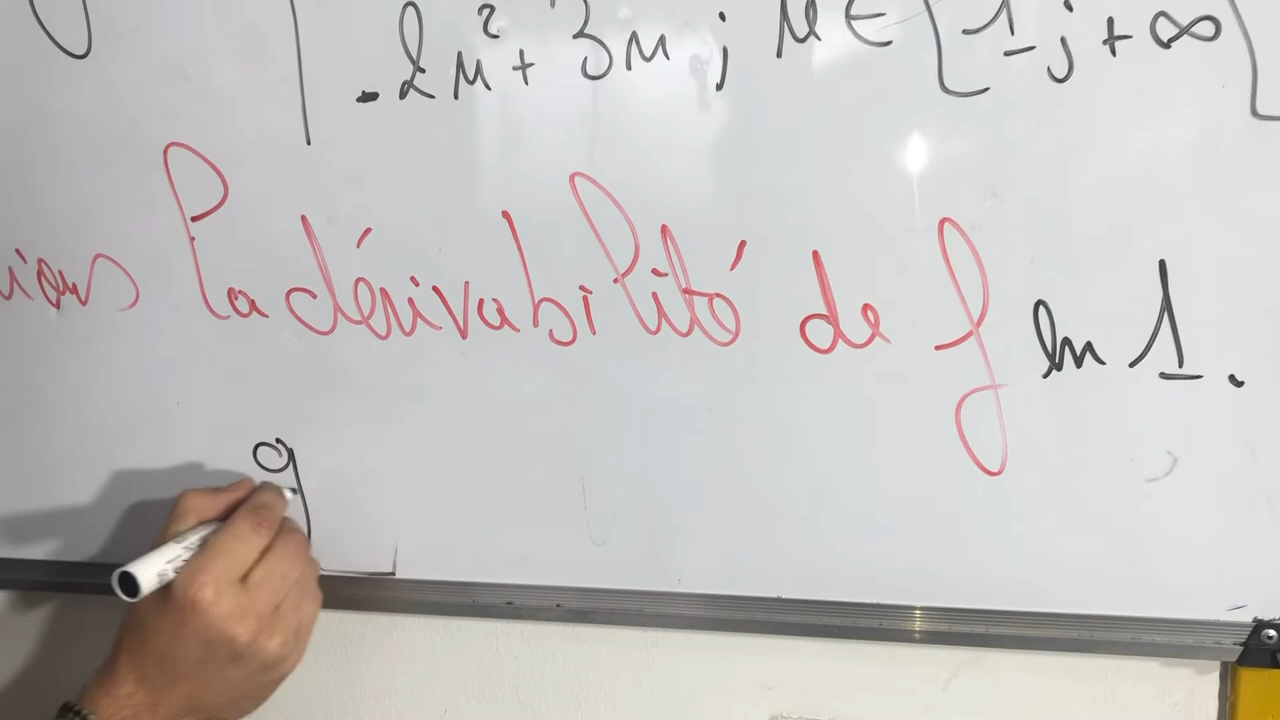 -2x²+3x ; x ∈ [1;+∞[
la dérivabilité de f en 1.
g